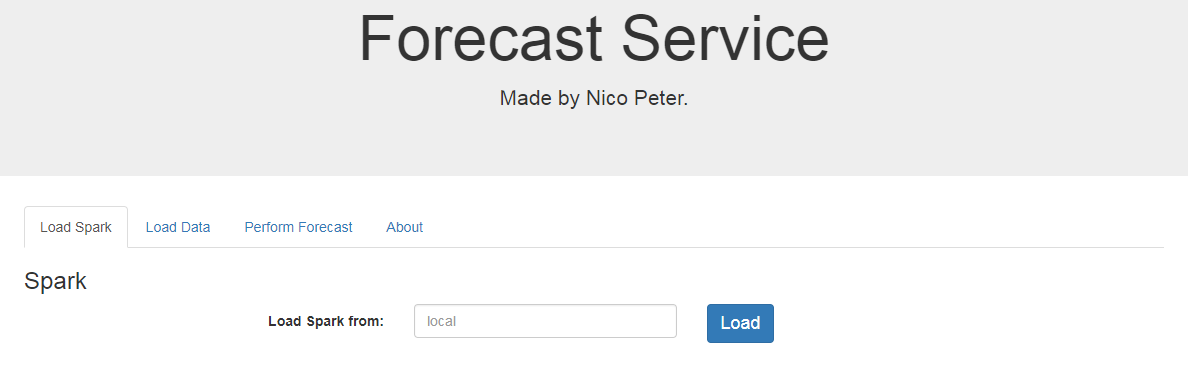 Forecast Service
Made by Nico Peter.
Load Spark Load Data Perform Forecast About
Spark
Load Spark from: local Load